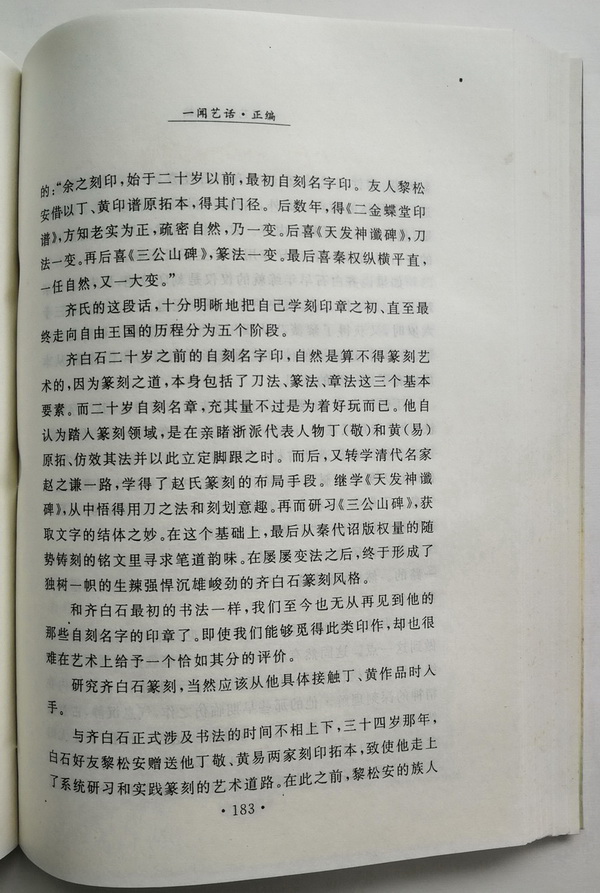 一闻艺话·正编
的：“余之刻印，始于二十岁以前，最初自刻名字印。友人黎松
安借以丁、黄印谱原拓本，得其门径。后数年，得《二金蝶堂印
谱》，方知老实为正，疏密自然，乃一变。后喜《天发神谶碑》，刀
法一变。再后喜《三公山碑》，篆法一变。最后喜秦权纵横平直，
一任自然，又一大变。”
齐氏的这段话，十分明晰地把自己学刻印章之初、直至最
终走向自由王国的历程分为五个阶段。
齐白石二十岁之前的自刻名字印，自然是算不得篆刻艺
术的，因为篆刻之道，本身包括了刀法、篆法、章法这三个基本
要素。而二十岁自刻名章，充其量不过是为着好玩而已。他自
认为踏入篆刻领域，是在亲睹浙派代表人物丁（敬）和黄（易）
原拓、仿效其法并以此立定脚跟之时。而后，又转学清代名家
赵之谦一路，学得了赵氏篆刻的布局手段。继学《天发神谶
碑》，从中悟得用刀之法和刻划意趣。再而研习《三公山碑》，获
取文字的结体之妙。在这个基础上，最后从秦代诏版权量的随
势铸刻的铭文里寻求笔道韵味。在屡屡变法之后，终于形成了
独树一帜的生辣强悍沉雄峻劲的齐白石篆刻风格。
和齐白石最初的书法一样，我们至今也无从再见到他的
那些自刻名字的印章了。即使我们能够觅得此类印作，却也很
难在艺术上给予一个恰如其分的评价。
研究齐白石篆刻，当然应该从他具体接触丁、黄作品时入
手。
与齐白石正式涉及书法的时间不相上下，三十四岁那年，
白石好友黎松安赠送他丁敬、黄易两家刻印拓本，致使他走上
了系统研习和实践篆刻的艺术道路。在此之前，黎松安的族人
·183·